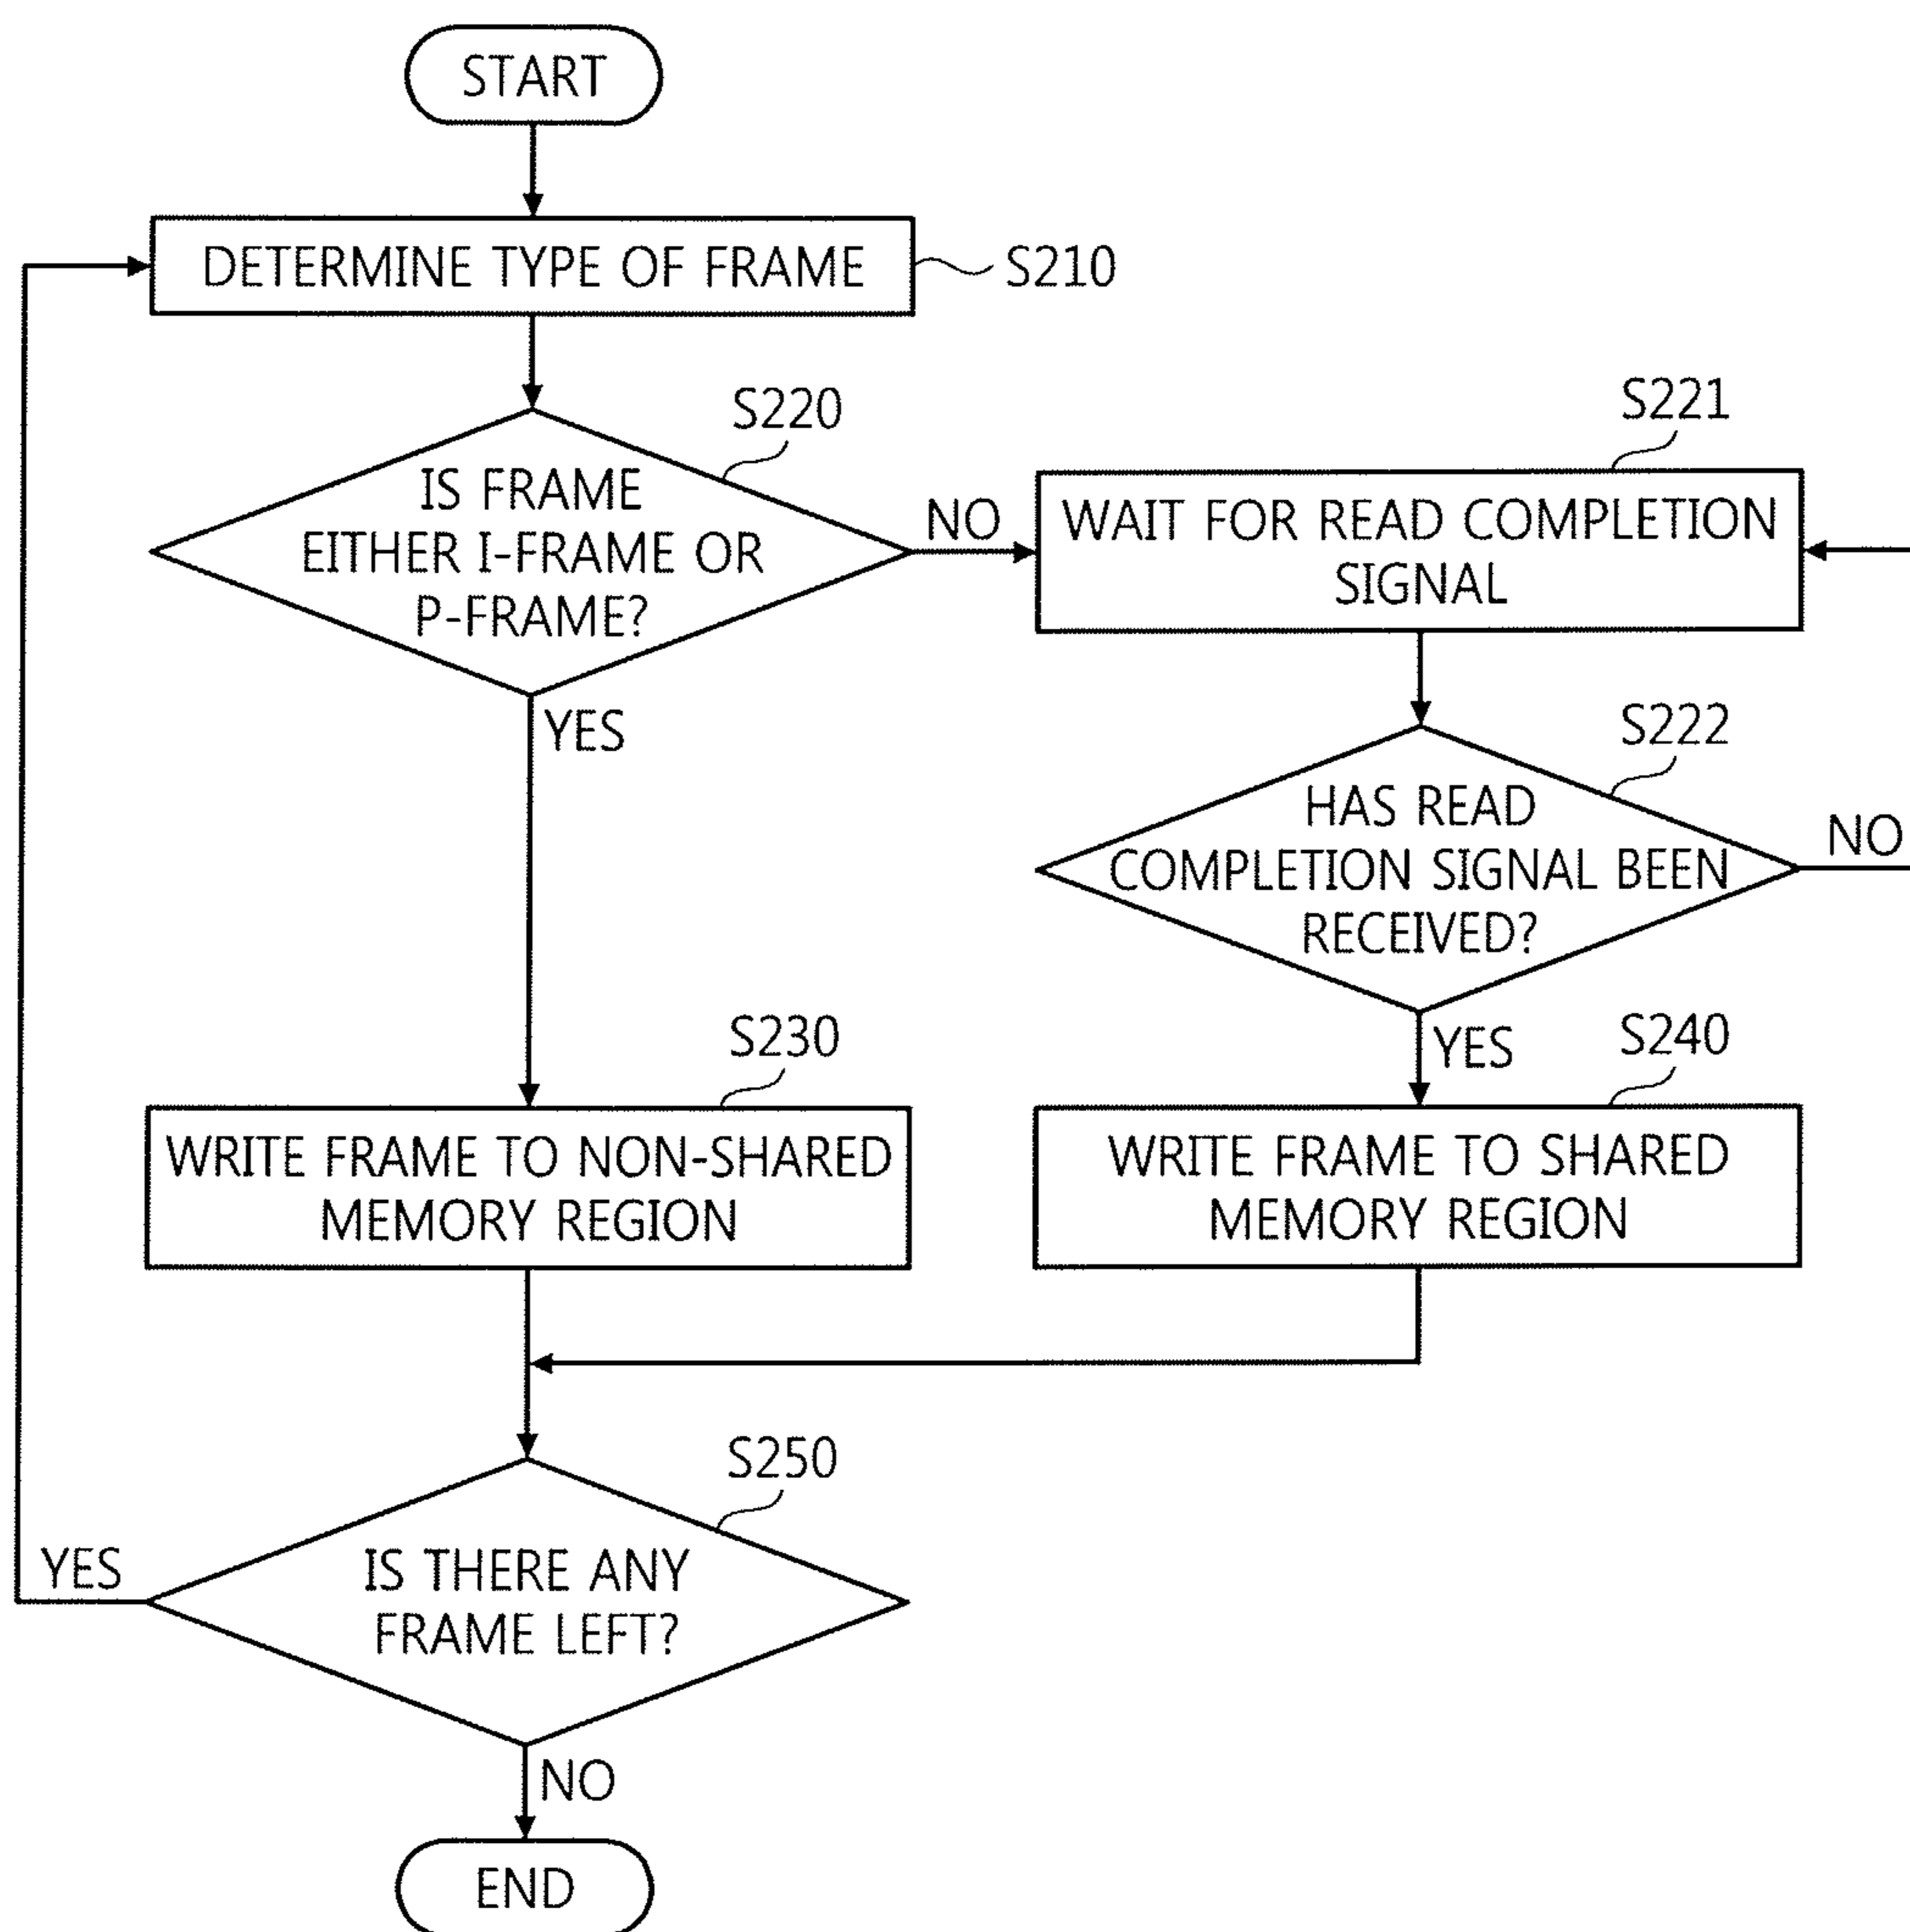 START
DETERMINE TYPE OF FRAME
S210
S220
IS FRAME
EITHER I-FRAME OR
P-FRAME?
NO
YES
S221
WAIT FOR READ COMPLETION
SIGNAL
S222
HAS READ
COMPLETION SIGNAL BEEN
RECEIVED?
NO
YES
S230
WRITE FRAME TO NON-SHARED
MEMORY REGION
S240
WRITE FRAME TO SHARED
MEMORY REGION
S250
IS THERE ANY
FRAME LEFT?
YES
NO
END